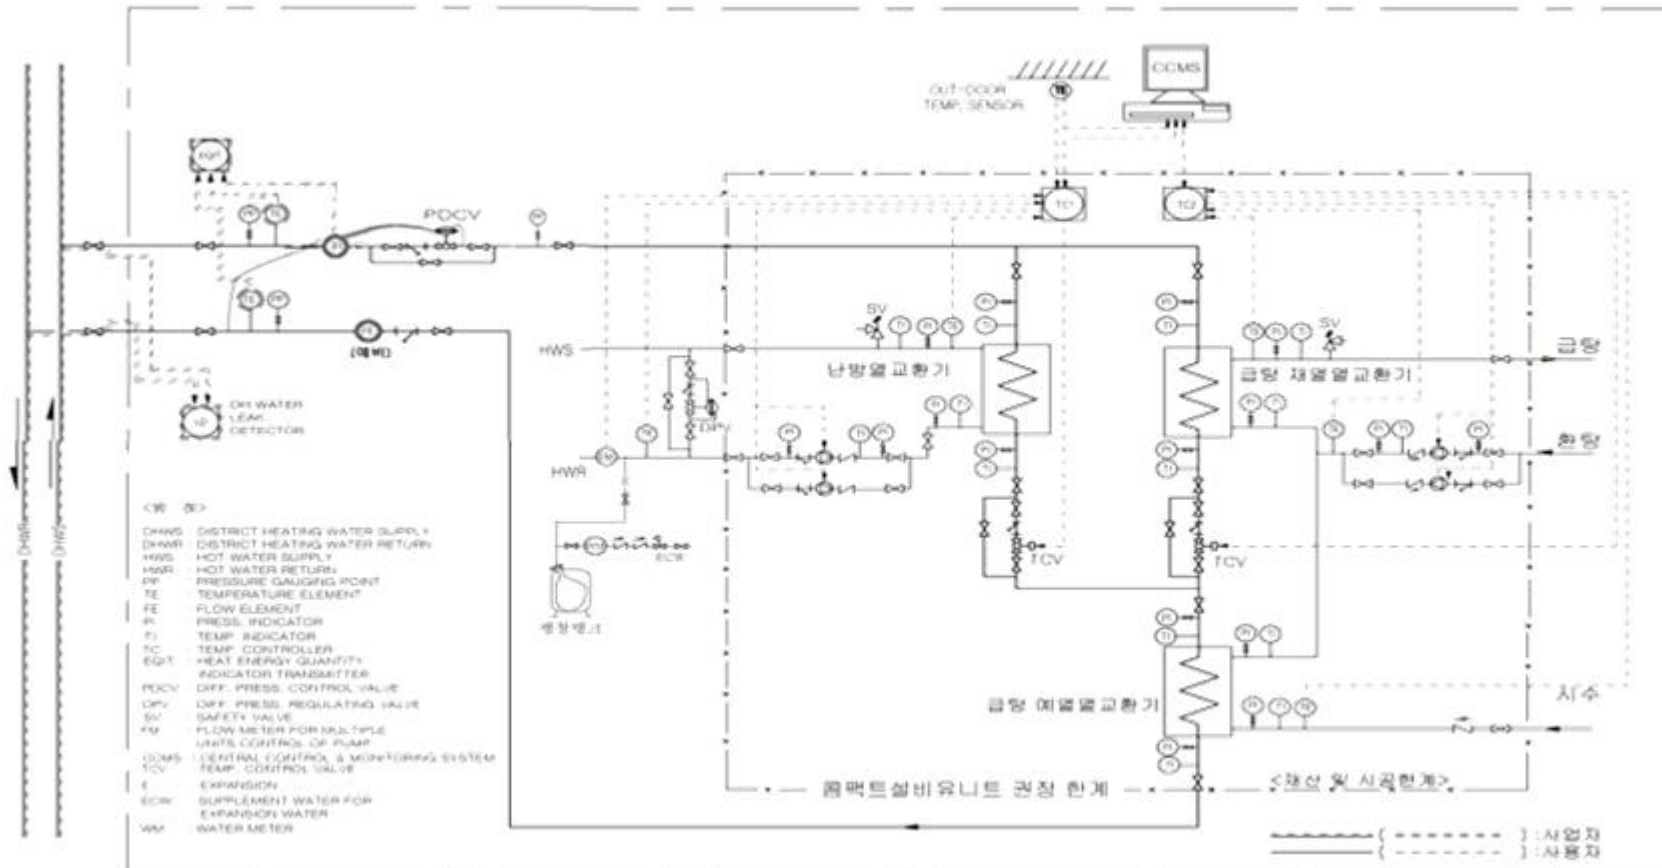 CCMS
OUT-DOOR
TEMP. SENSOR
EQIT
TC1
TC2
PDCV
SV
SV
HWS
난방열교환기
급탕 재열열교환기
급탕
(예비)
DH WATER
LEAK
DETECTOR
DPV
환탕
HWR
<범 례>
DHWS : DISTRICT HEATING WATER SUPPLY
DHWR : DISTRICT HEATING WATER RETURN
HWS : HOT WATER SUPPLY
HWR : HOT WATER RETURN
PP : PRESSURE GAUGING POINT
TE : TEMPERATURE ELEMENT
FE : FLOW ELEMENT
PI : PRESS. INDICATOR
TI : TEMP. INDICATOR
TC : TEMP. CONTROLLER
EQIT : HEAT ENERGY QUANTITY
INDICATOR TRANSMITTER
PDCV : DIFF. PRESS. CONTROL VALVE
DPV : DIFF. PRESS. REGULATING VALVE
SV : SAFETY VALVE
FM : FLOW METER FOR MULTIPLE
UNITS CONTROL OF PUMP
CCMS : CENTRAL CONTROL & MONITORING SYSTEM
TCV : TEMP. CONTROL VALVE
E : EXPANSION
ECW : SUPPLEMENT WATER FOR
EXPANSION WATER
WM : WATER METER
DHWR
DHWS
ECW
팽창탱크
TCV
TCV
급탕 예열열교환기
시수
콤팩트설비유니트 권장 한계
<재산 및 시공한계>
( ) : 사업자
( ) : 사용자